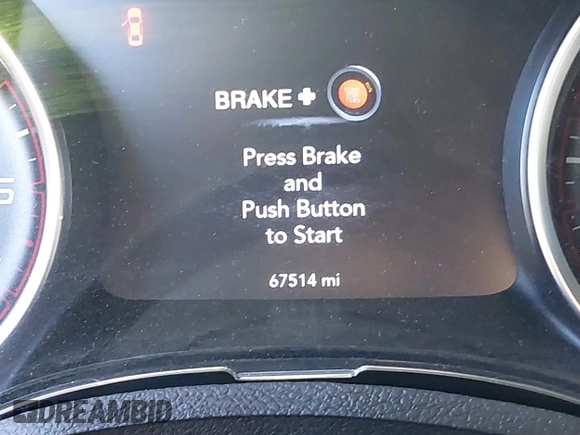 BRAKE +
Press Brake
and
Push Button
to Start
67514 mi
DREAMBID